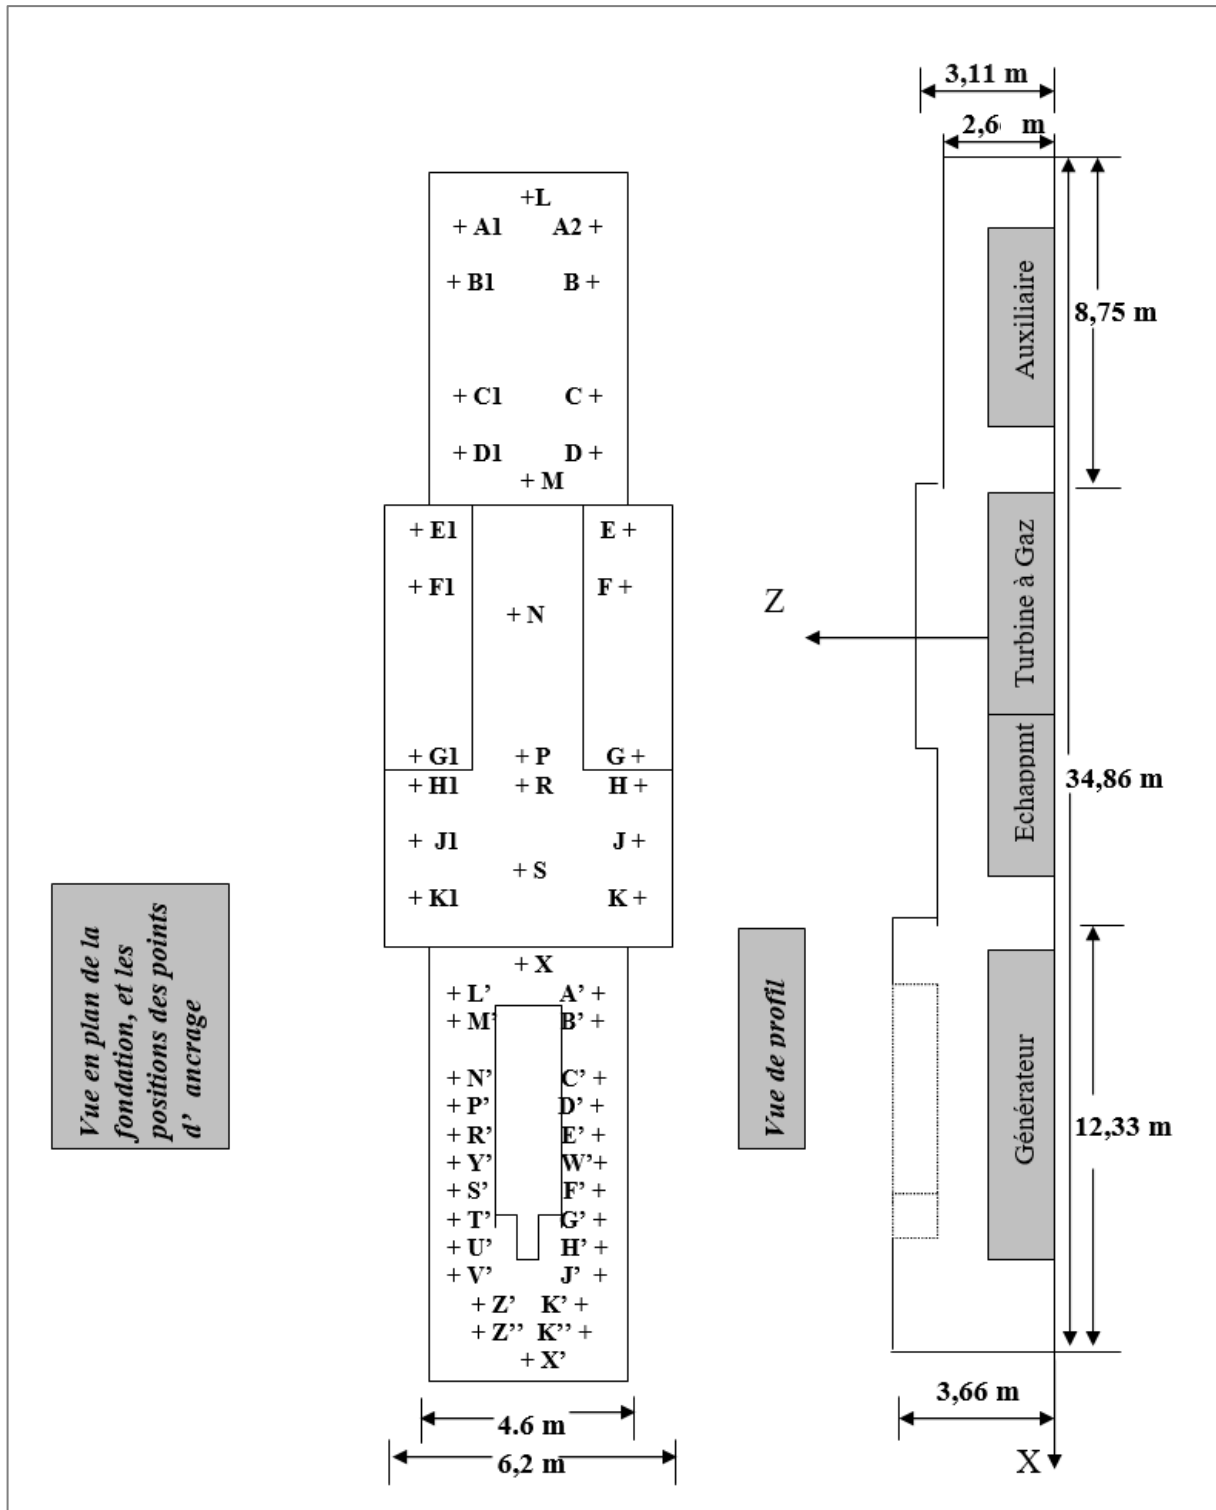 3,11 m
2,6 m
+L
+ A1 A2 +
+ B1 B +
+ C1 C +
+ D1 D +
+ M
+ E1 E +
+ F1 F +
+ N
+ G1 + P G +
+ H1 + R H +
+ J1 J +
+ S
+ K1 K +
+ X
+ L’ A’ +
+ M’ B’ +
+ N’ C’ +
+ P’ D’ +
+ R’ E’ +
+ Y’ W’+
+ S’ F’ +
+ T’ G’ +
+ U’ H’ +
+ V’ J’ +
+ Z’ K’ +
+ Z’’ K’’ +
+ X’
4.6 m
6,2 m
Vue en plan de la
fondation, et les
positions des points
d’ ancrage
Vue de profil
Z
Auxiliaire
Turbine à Gaz
Echappmt
Générateur
8,75 m
34,86 m
12,33 m
3,66 m
X